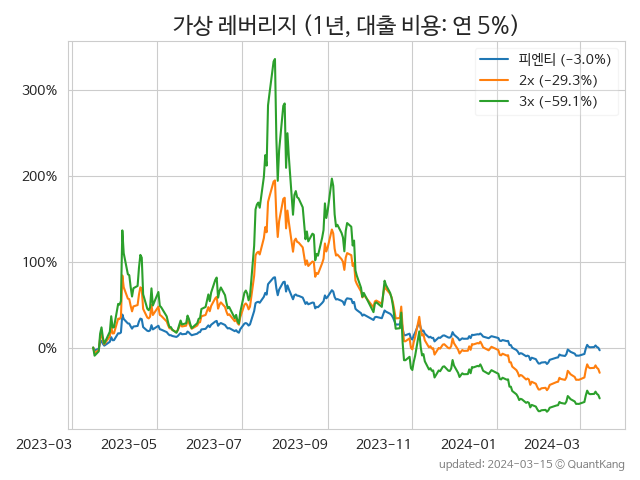 가상 레버리지 (1년, 대출 비용: 연 5%)
피엔티 (−3.0%)
2x (−29.3%)
3x (−59.1%)
300%
200%
100%
0%
2023-03 2023-05 2023-07 2023-09 2023-11 2024-01 2024-03
updated: 2024-03-15 © QuantKang